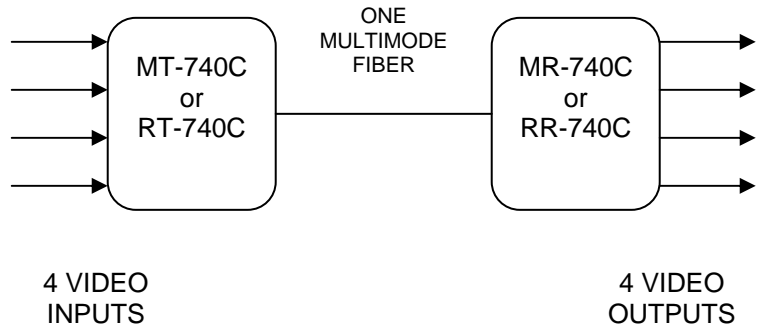 ONE
MULTIMODE
FIBER
MT-740C
or
RT-740C
MR-740C
or
RR-740C
4 VIDEO
INPUTS
4 VIDEO
OUTPUTS